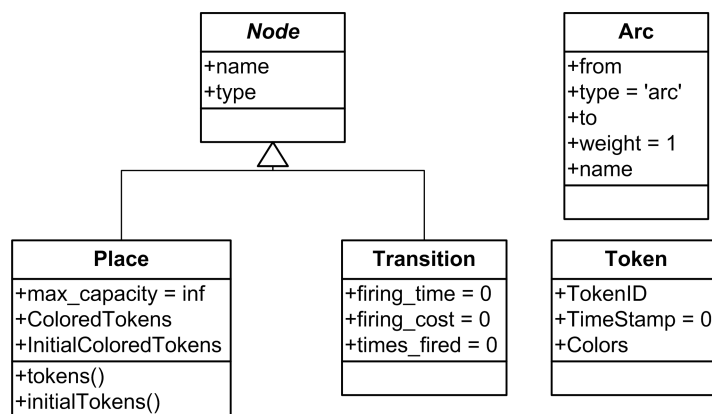 Node
+name
+type
Arc
+from
+type = 'arc'
+to
+weight = 1
+name
Place
+max_capacity = inf
+ColoredTokens
+InitialColoredTokens
+tokens()
+initialTokens()
Transition
+firing_time = 0
+firing_cost = 0
+times_fired = 0
Token
+TokenID
+TimeStamp = 0
+Colors